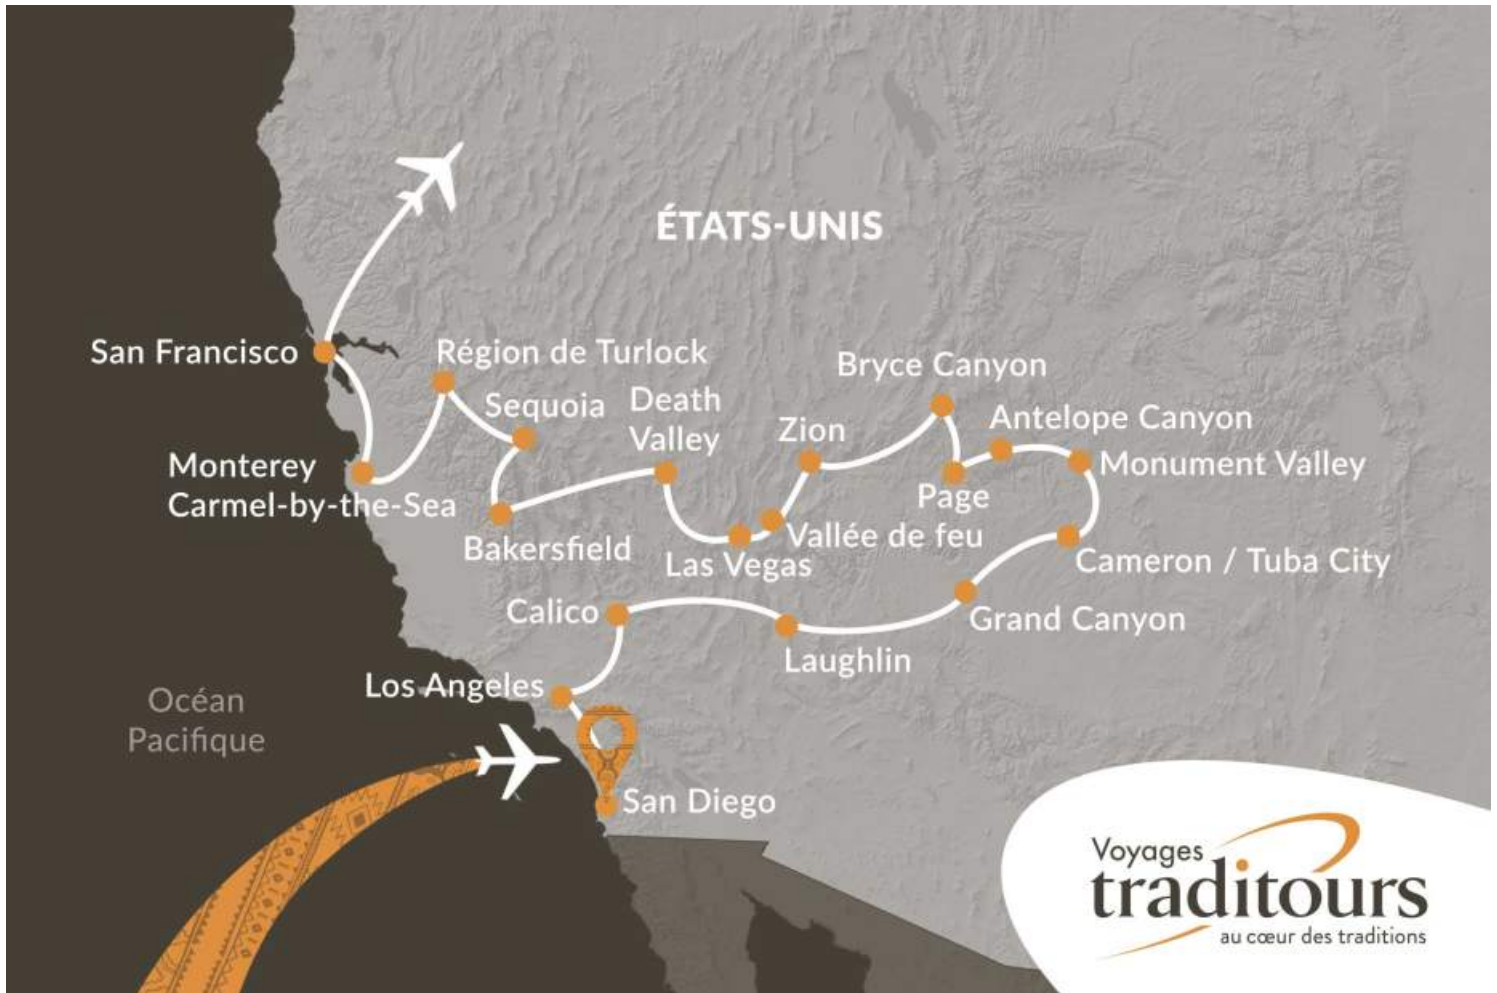 ÉTATS-UNIS
San Francisco
Région de Turlock
Bryce Canyon
Sequoia
Death
Valley
Zion
Antelope Canyon
Monterey
Carmel-by-the-Sea
Monument Valley
Page
Bakersfield
Las Vegas
Vallée de feu
Cameron / Tuba City
Calico
Grand Canyon
Laughlin
Los Angeles
Océan
Pacifique
San Diego
Voyages
traditours
au cœur des traditions